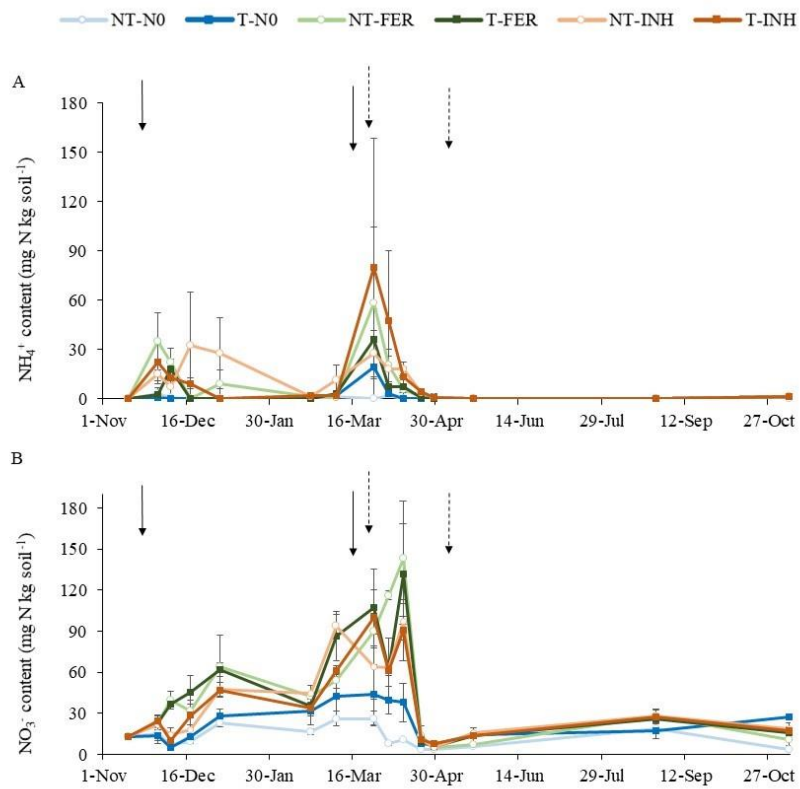 NT-N0 T-N0 NT-FER T-FER NT-INH T-INH
A
NH₄⁺ content (mg N kg soil⁻¹)
180
150
120
90
60
30
0
1-Nov 16-Dec 30-Jan 16-Mar 30-Apr 14-Jun 29-Jul 12-Sep 27-Oct
B
NO₃⁻ content (mg N kg soil⁻¹)
180
150
120
90
60
30
0
1-Nov 16-Dec 30-Jan 16-Mar 30-Apr 14-Jun 29-Jul 12-Sep 27-Oct